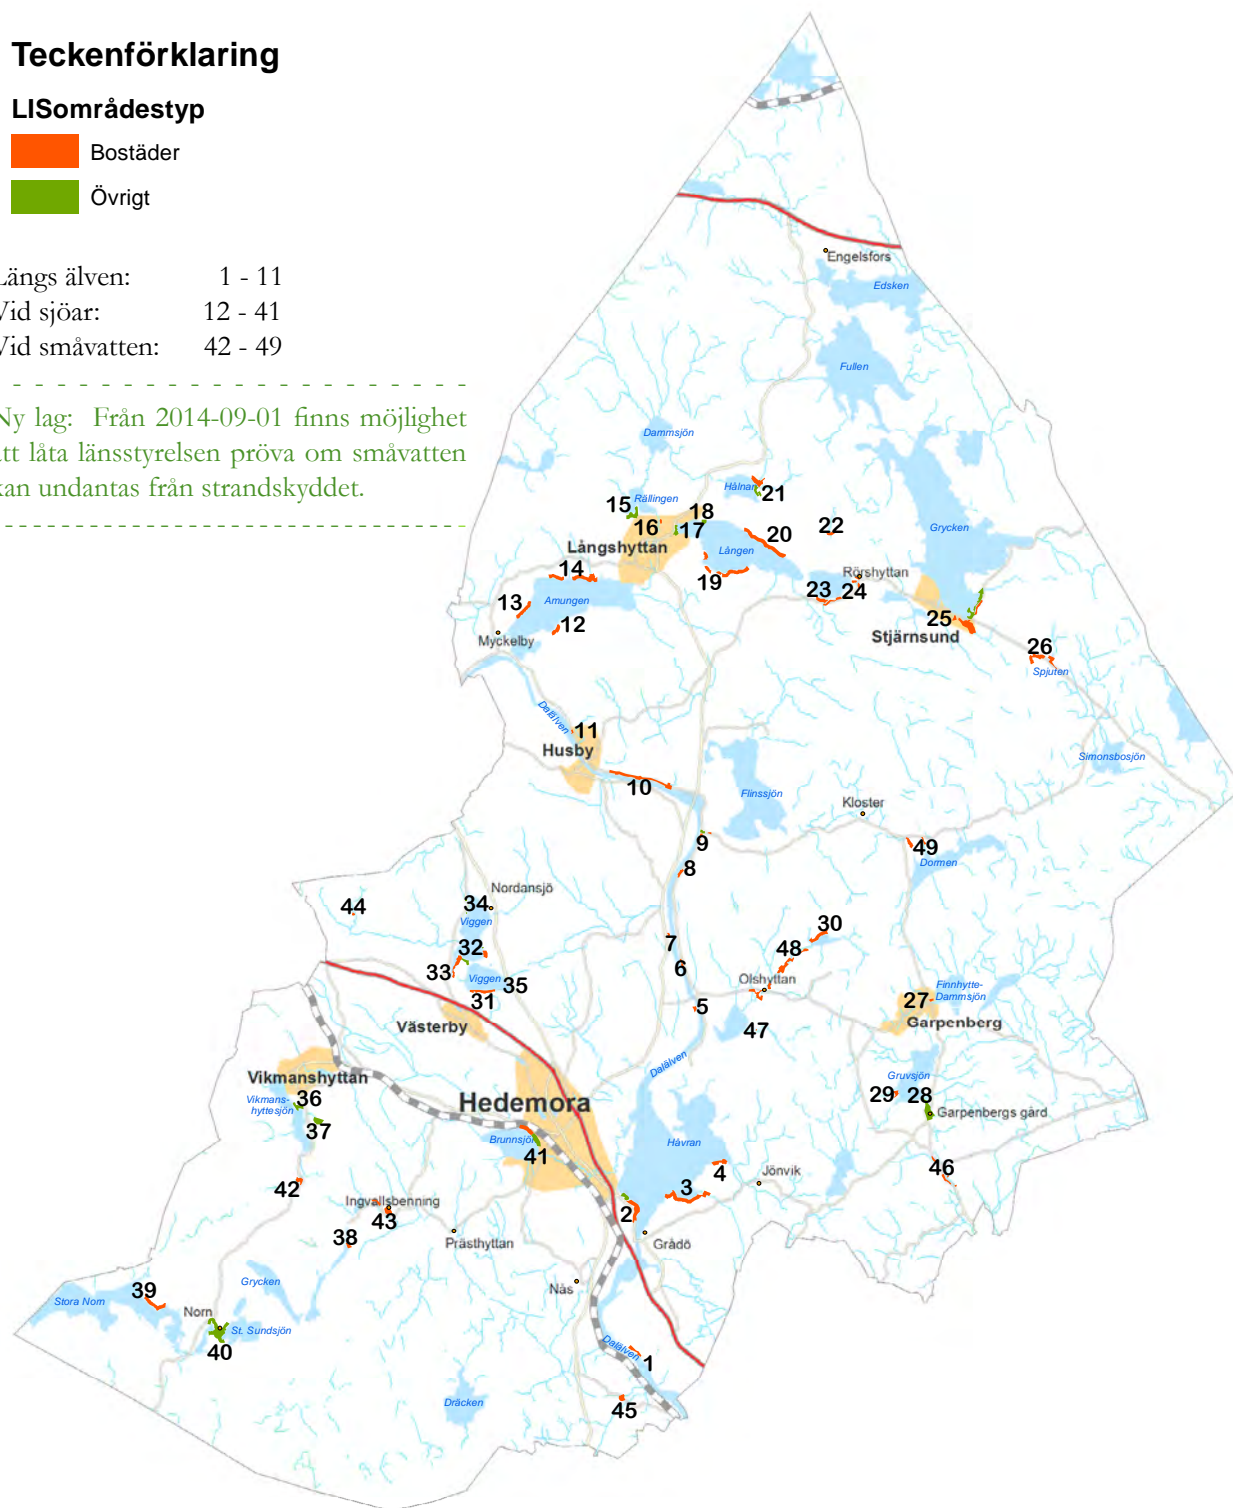 Teckenförklaring
LISområdestyp
Bostäder
Övrigt
Längs älven: 1 - 11
Vid sjöar: 12 - 41
Vid småvatten: 42 - 49
Ny lag: Från 2014-09-01 finns möjlighet
att låta länsstyrelsen pröva om småvatten
kan undantas från strandskyddet.
Engelsfors
Edsken
Fullen
Dammsjön
Hålnar
21
Rällingen
15
18
16
17
20
22
Grycken
Långshyttan
Lången
14
19
Rörshyttan
23
24
13
Amungen
12
25
Myckelby
Stjärnsund
26
Spjuten
Dalälven
11
Husby
Simonsbosjön
10
Flinssjön
Kloster
9
49
8
Dormen
44
34
Nordansjö
Viggen
30
32
7
48
33
6
Viggen
35
Olshyttan
Finnhytte-
Dammsjön
31
5
27
Västerby
47
Garpenberg
Dalälven
Vikmanshyttan
Gruvsjön
36
Vikmans-
hyttesjön
Hedemora
29
28
Garpenbergs gård
37
Brunnsjön
41
Håvran
4
Jönvik
46
42
3
Ingvallsbenning
43
2
38
Prästhyttan
Grådö
Grycken
39
Nås
Stora Norn
Norn
St. Sundsjön
40
Dalälven
1
Dräcken
45